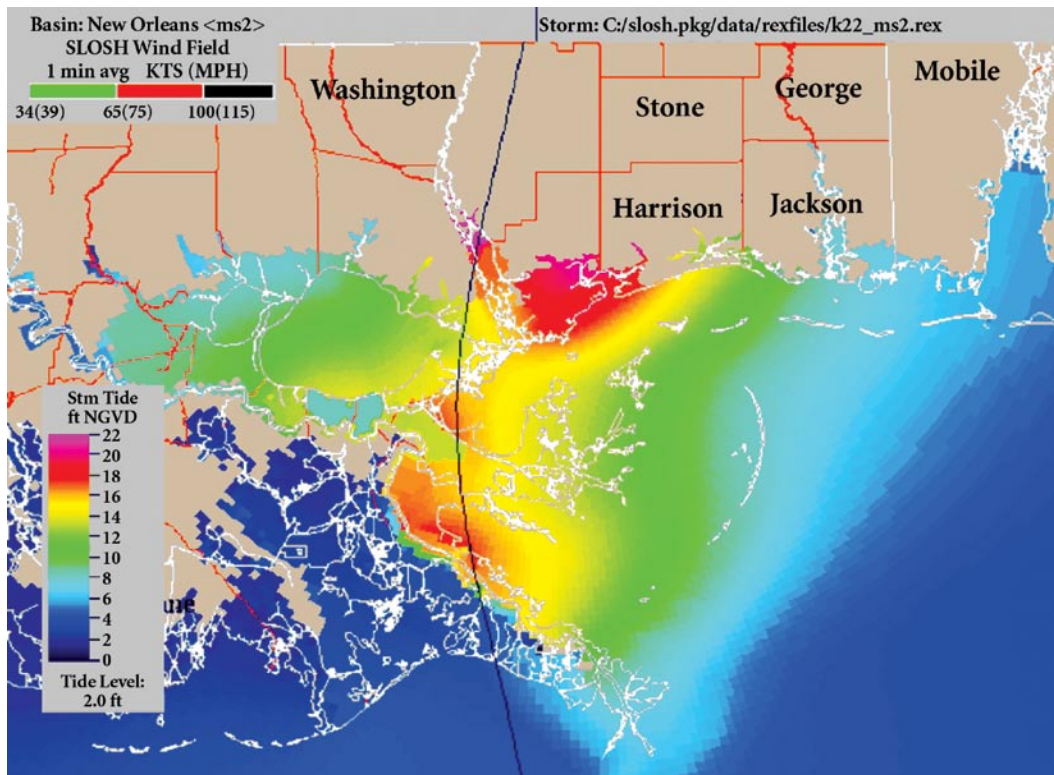 Basin: New Orleans <ms2>
SLOSH Wind Field
1 min avg KTS (MPH)
34(39) 65(75) 100(115)
Storm: C:/slosh.pkg/data/rexfiles/k22_ms2.rex
Washington
Stone
George
Mobile
Harrison
Jackson
Stm Tide
ft NGVD
22
20
18
16
14
12
10
8
6
4
2
0
Tide Level:
2.0 ft